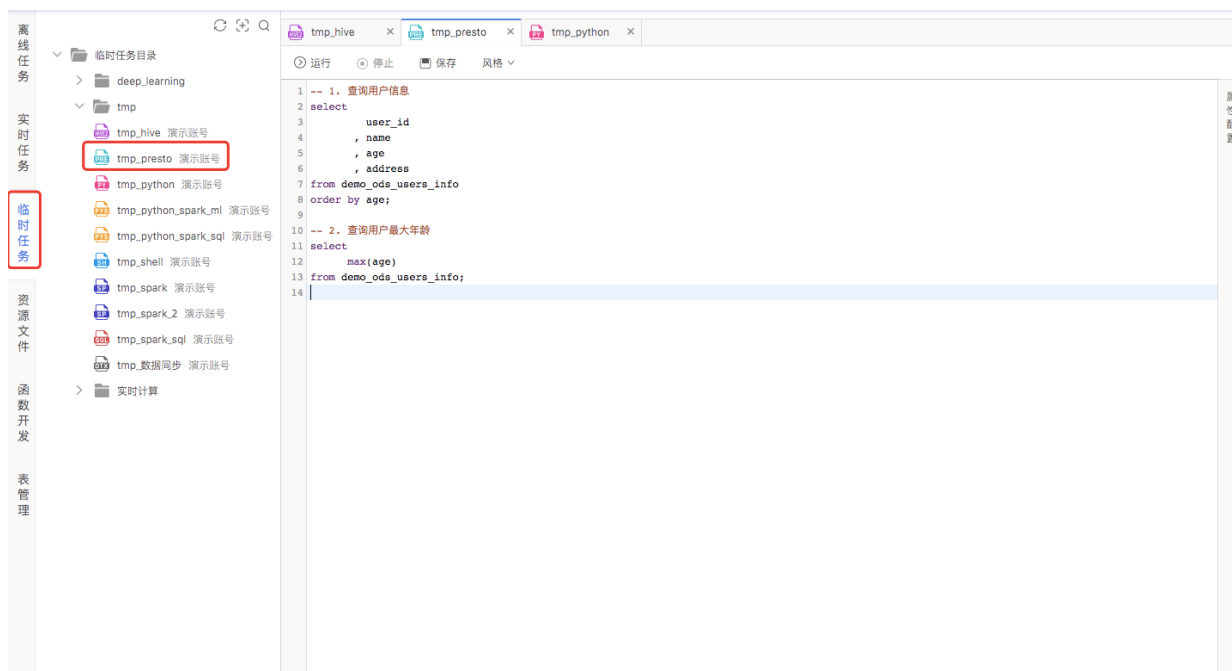 离线任务
实时任务
临时任务
资源文件
函数开发
表管理
临时任务目录
deep_learning
tmp
tmp_hive 演示账号
tmp_presto 演示账号
tmp_python 演示账号
tmp_python_spark_ml 演示账号
tmp_python_spark_sql 演示账号
tmp_shell 演示账号
tmp_spark 演示账号
tmp_spark_2 演示账号
tmp_spark_sql 演示账号
tmp_数据同步 演示账号
实时计算
tmp_hive × tmp_presto × tmp_python ×
运行 停止 保存 风格
1 -- 1. 查询用户信息
2 select
3 user_id
4 , name
5 , age
6 , address
7 from demo_ods_users_info
8 order by age;
9
10 -- 2. 查询用户最大年龄
11 select
12 max(age)
13 from demo_ods_users_info;
14